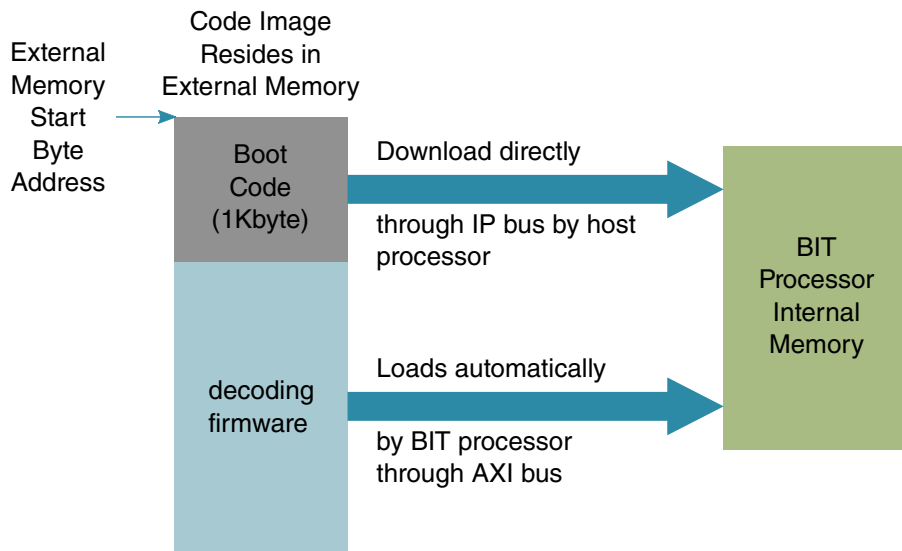 Code Image
Resides in
External Memory
External
Memory
Start
Byte
Address
Boot
Code
(1Kbyte)
Download directly
through IP bus by host
processor
BIT
Processor
Internal
Memory
decoding
firmware
Loads automatically
by BIT processor
through AXI bus